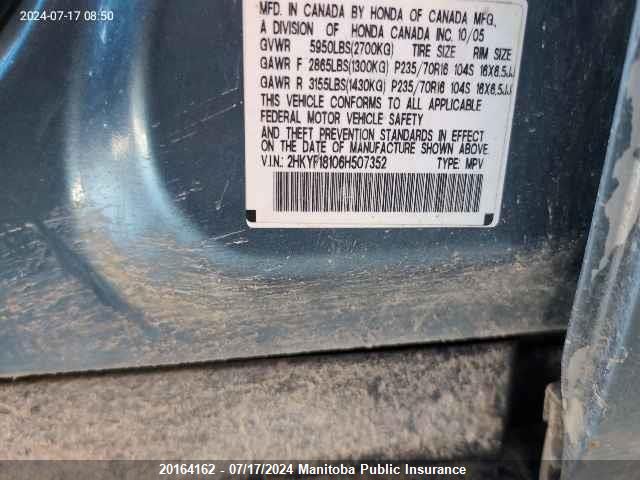 2024-07-17 08:50
MFD. IN CANADA BY HONDA OF CANADA MFG.
A DIVISION OF HONDA CANADA INC. 10/05
GVWR 5950LBS(2700KG) TIRE SIZE RIM SIZE
GAWR F 2865LBS(1300KG) P235/70R16 104S 16X6.5JJ
GAWR R 3155LBS(1430KG) P235/70R16 104S 16X6.5JJ
THIS VEHICLE CONFORMS TO ALL APPLICABLE
FEDERAL MOTOR VEHICLE SAFETY
AND THEFT PREVENTION STANDARDS IN EFFECT
ON THE DATE OF MANUFACTURE SHOWN ABOVE.
V.I.N.: 2HKYF18106H507352 TYPE: MPV
20164162 - 07/17/2024 Manitoba Public Insurance